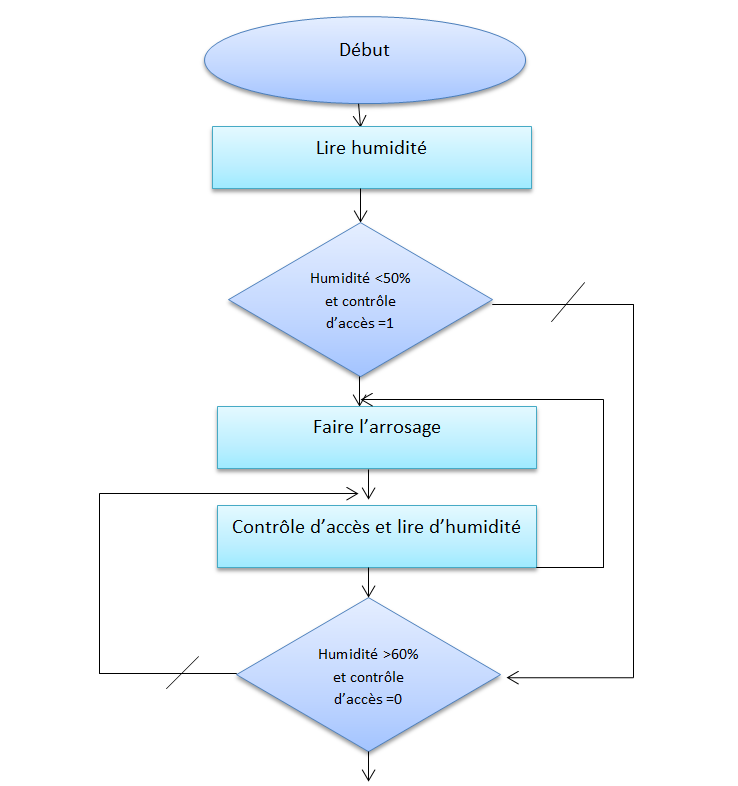 Début
Lire humidité
Humidité <50%
et contrôle
d’accès =1
Faire l’arrosage
Contrôle d’accès et lire d’humidité
Humidité >60%
et contrôle
d’accès =0